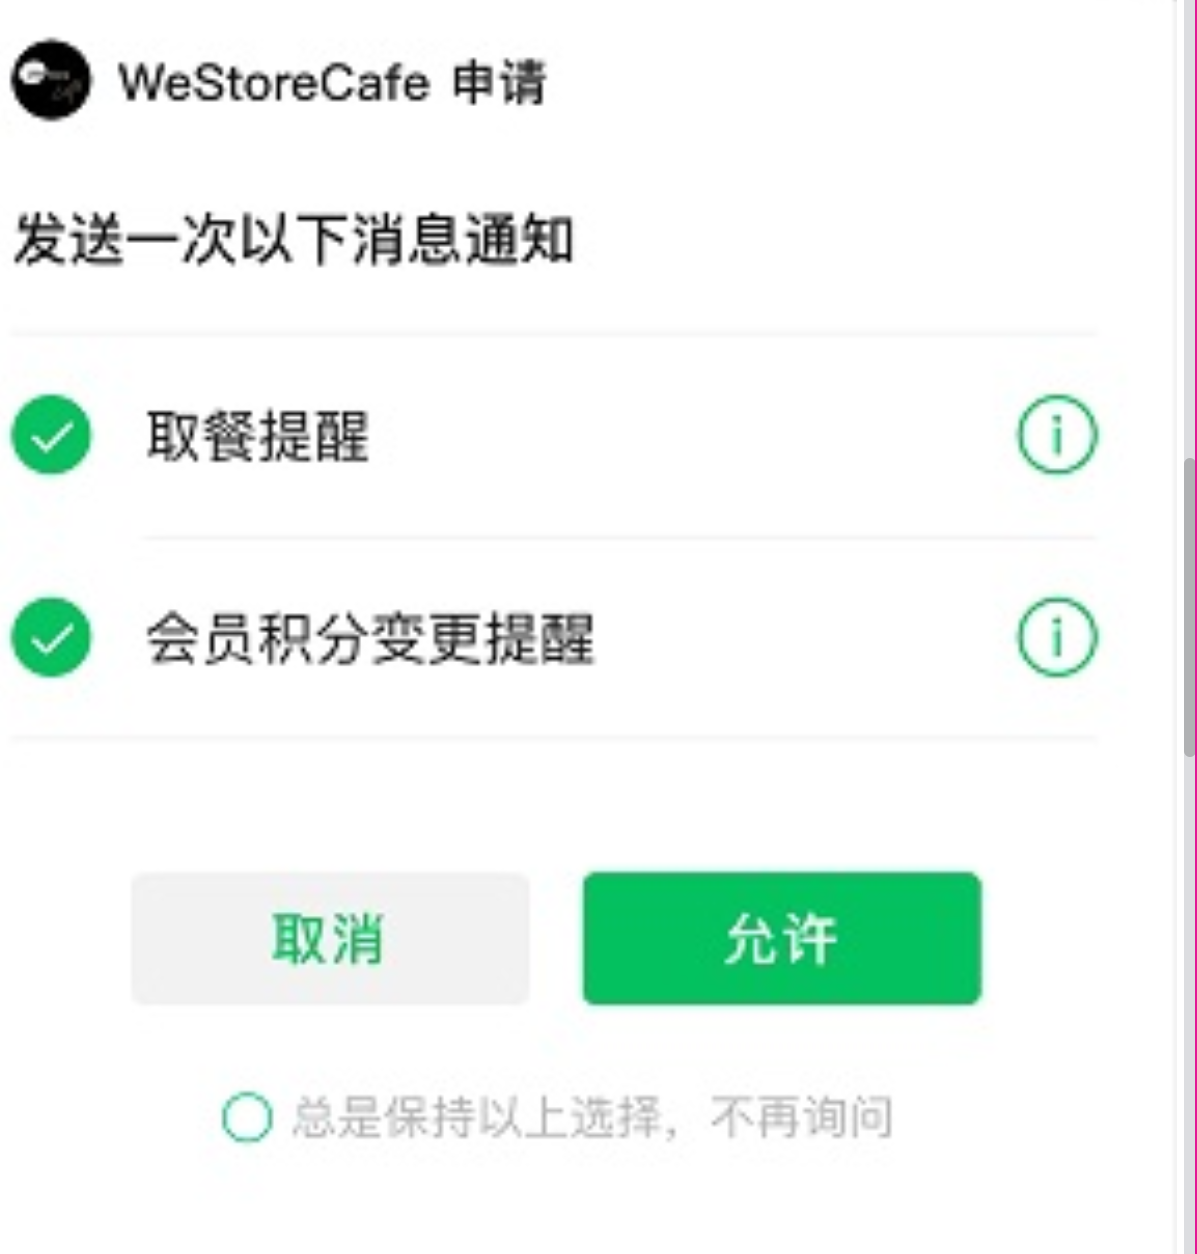 WeStoreCafe 申请
发送一次以下消息通知
取餐提醒
会员积分变更提醒
取消
允许
总是保持以上选择，不再询问